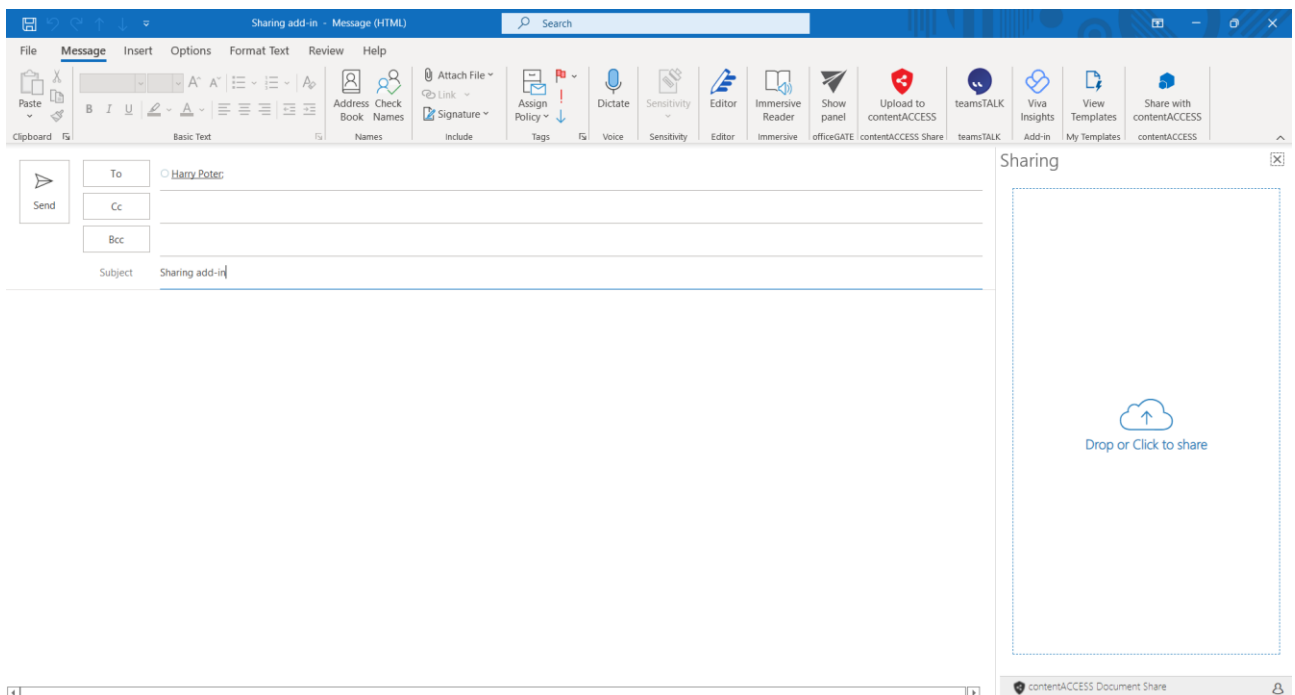 Sharing add-in - Message (HTML)
Search
File Message Insert Options Format Text Review Help
Paste
Clipboard
B I U A
Basic Text
Address Book
Check Names
Names
Attach File
Link
Signature
Include
Assign Policy
Tags
Dictate
Voice
Sensitivity
Sensitivity
Editor
Editor
Immersive Reader
Immersive
Show panel
officeGATE
Upload to contentACCESS
contentACCESS Share
teamsTALK
teamsTALK
Viva Insights
Add-in
View Templates
My Templates
Share with contentACCESS
contentACCESS
Send
To
Harry Poter;
Cc
Bcc
Subject
Sharing add-in
Sharing
Drop or Click to share
contentACCESS Document Share